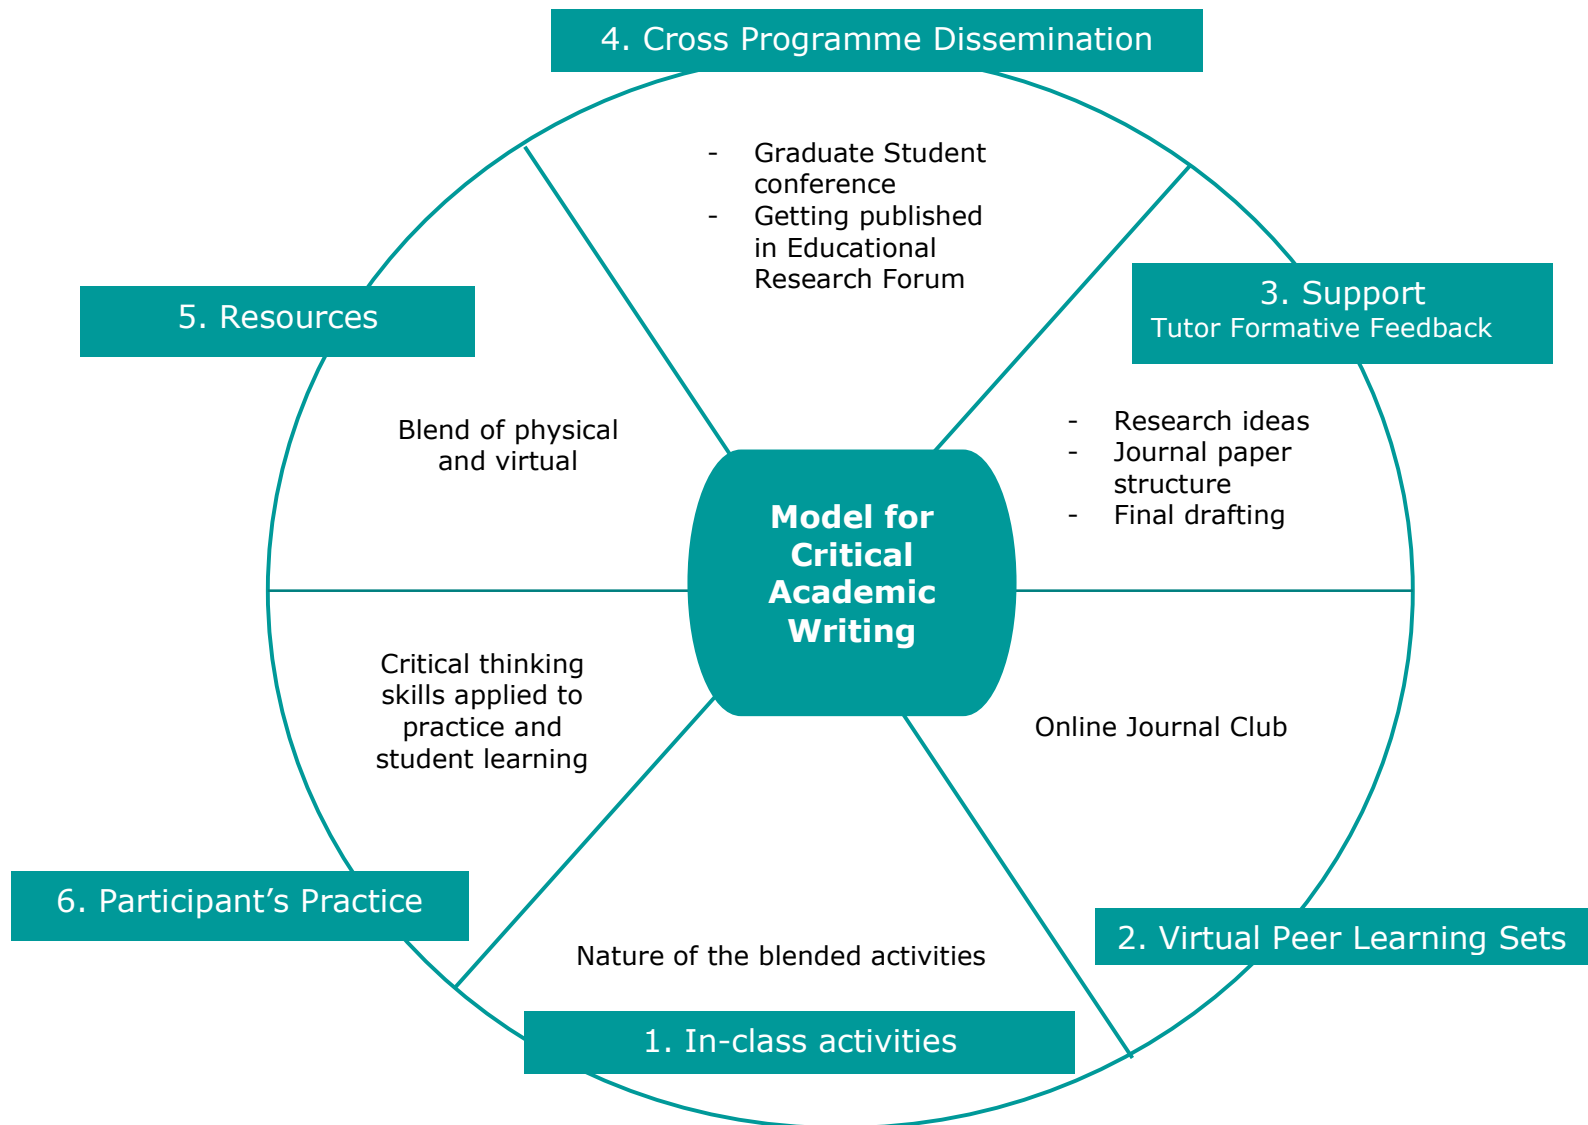 4. Cross Programme Dissemination
- Graduate Student
conference
- Getting published
in Educational
Research Forum
5. Resources
3. Support
Tutor Formative Feedback
Blend of physical
and virtual
- Research ideas
- Journal paper
structure
- Final drafting
Model for
Critical
Academic
Writing
Critical thinking
skills applied to
practice and
student learning
Online Journal Club
6. Participant’s Practice
2. Virtual Peer Learning Sets
Nature of the blended activities
1. In-class activities